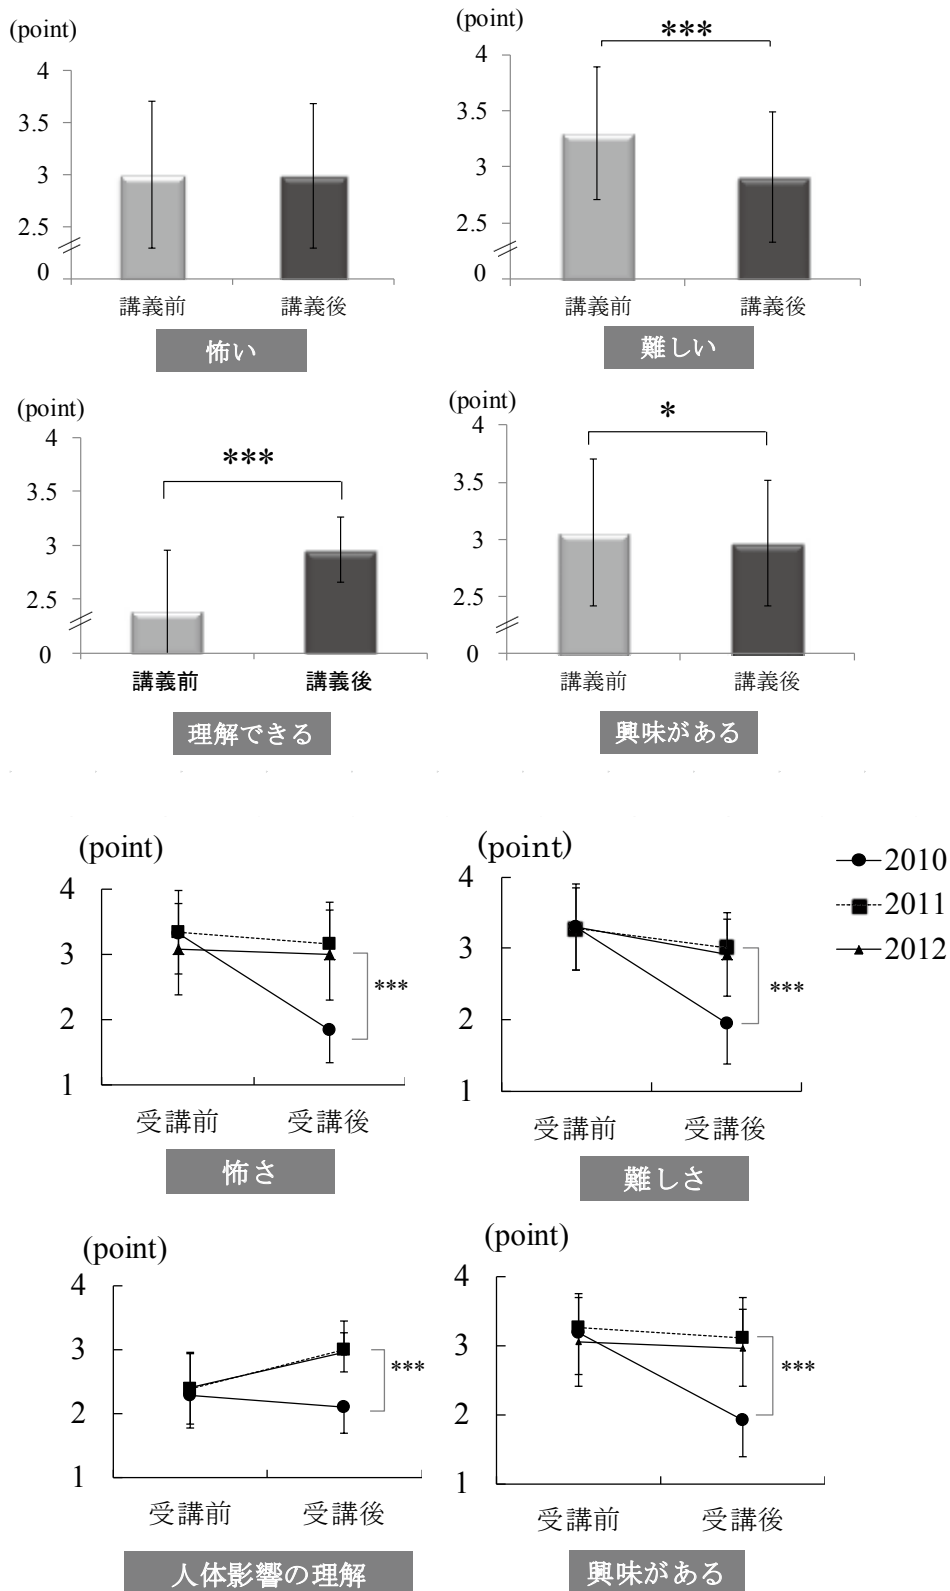 (point)
4
3.5
3
2.5
0
講義前 講義後
怖い
(point)
***
4
3.5
3
2.5
0
講義前 講義後
難しい
(point)
***
4
3.5
3
2.5
0
講義前 講義後
理解できる
(point)
*
4
3.5
3
2.5
0
講義前 講義後
興味がある
(point)
4
3
2
1
***
受講前 受講後
怖さ
(point)
4
3
2
1
***
受講前 受講後
難しさ
2010
2011
2012
(point)
4
3
2
1
***
受講前 受講後
人体影響の理解
(point)
4
3
2
1
***
受講前 受講後
興味がある